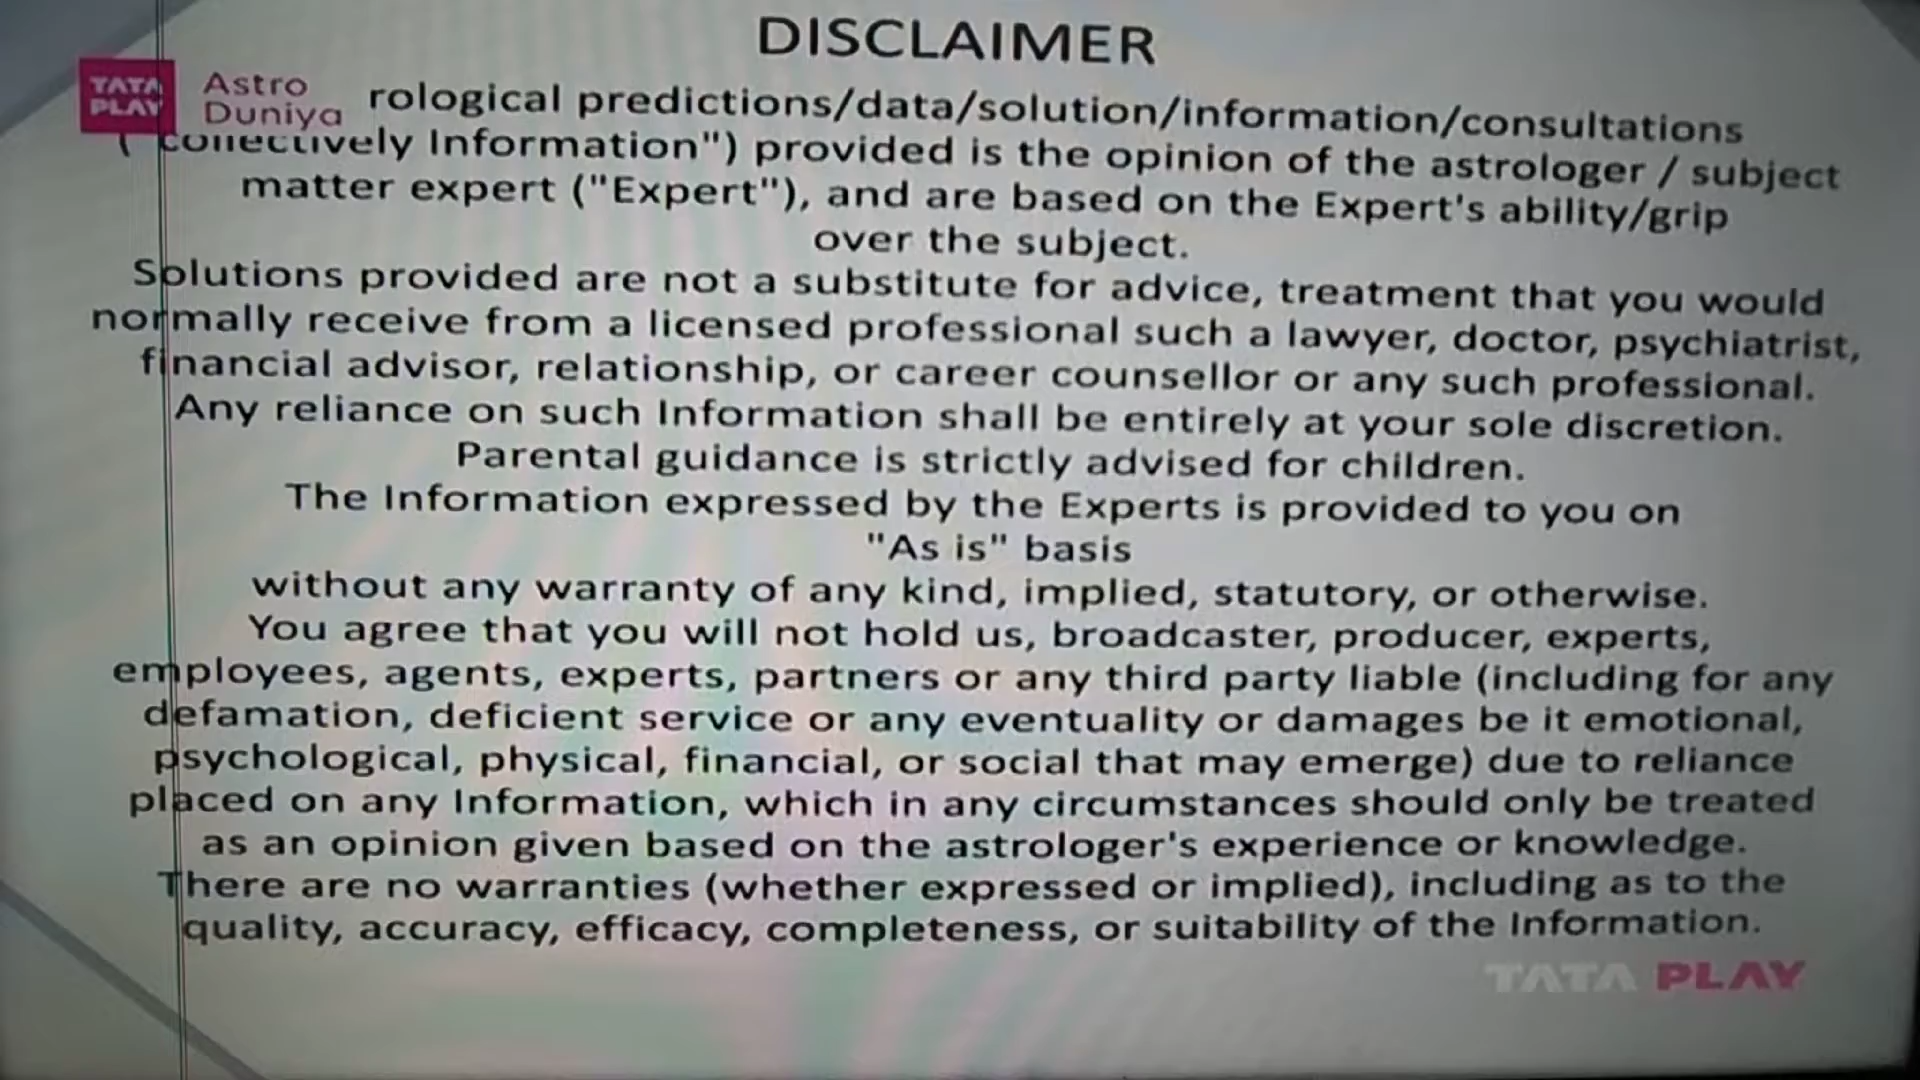 DISCLAIMER
TATA PLAY
Astro Duniya
rological predictions/data/solution/information/consultations
("collectively Information") provided is the opinion of the astrologer / subject
matter expert ("Expert"), and are based on the Expert's ability/grip
over the subject.
Solutions provided are not a substitute for advice, treatment that you would
normally receive from a licensed professional such a lawyer, doctor, psychiatrist,
financial advisor, relationship, or career counsellor or any such professional.
Any reliance on such Information shall be entirely at your sole discretion.
Parental guidance is strictly advised for children.
The Information expressed by the Experts is provided to you on
"As is" basis
without any warranty of any kind, implied, statutory, or otherwise.
You agree that you will not hold us, broadcaster, producer, experts,
employees, agents, experts, partners or any third party liable (including for any
defamation, deficient service or any eventuality or damages be it emotional,
psychological, physical, financial, or social that may emerge) due to reliance
placed on any Information, which in any circumstances should only be treated
as an opinion given based on the astrologer's experience or knowledge.
There are no warranties (whether expressed or implied), including as to the
quality, accuracy, efficacy, completeness, or suitability of the Information.
TATA PLAY